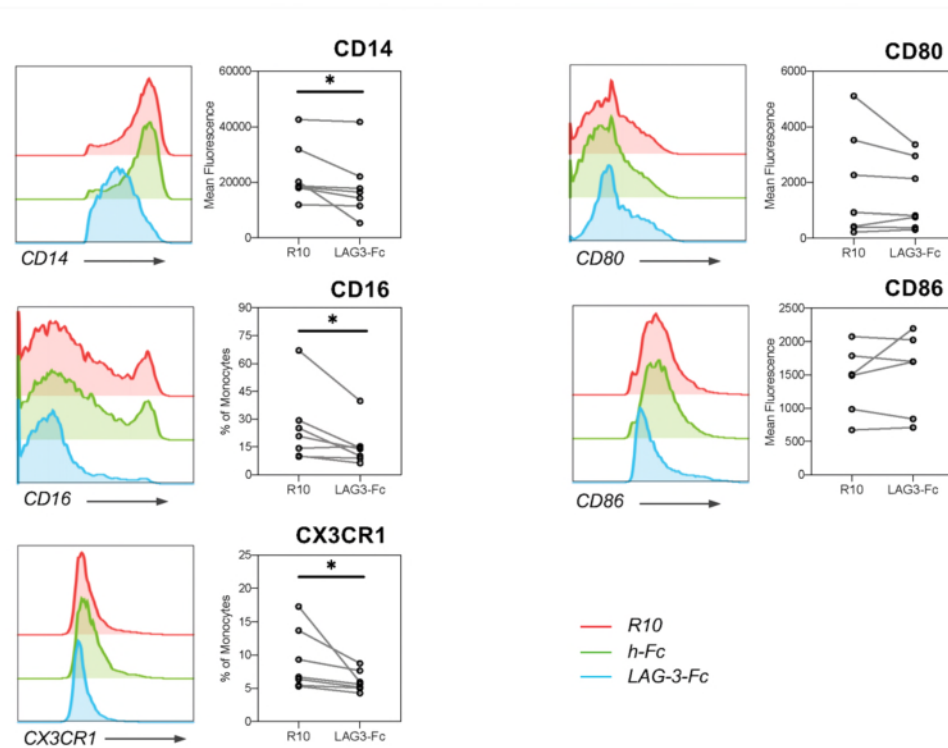 CD14
60000
40000
20000
0
Mean Fluorescence
*
R10 LAG3-Fc
CD14
CD80
6000
4000
2000
0
Mean Fluorescence
R10 LAG3-Fc
CD80
CD16
90
75
60
45
30
15
0
% of Monocytes
*
R10 LAG3-Fc
CD16
CD86
2500
2000
1500
1000
500
0
Mean Fluorescence
R10 LAG3-Fc
CD86
CX3CR1
25
20
15
10
5
0
% of Monocytes
*
R10 LAG3-Fc
CX3CR1
R10
h-Fc
LAG-3-Fc